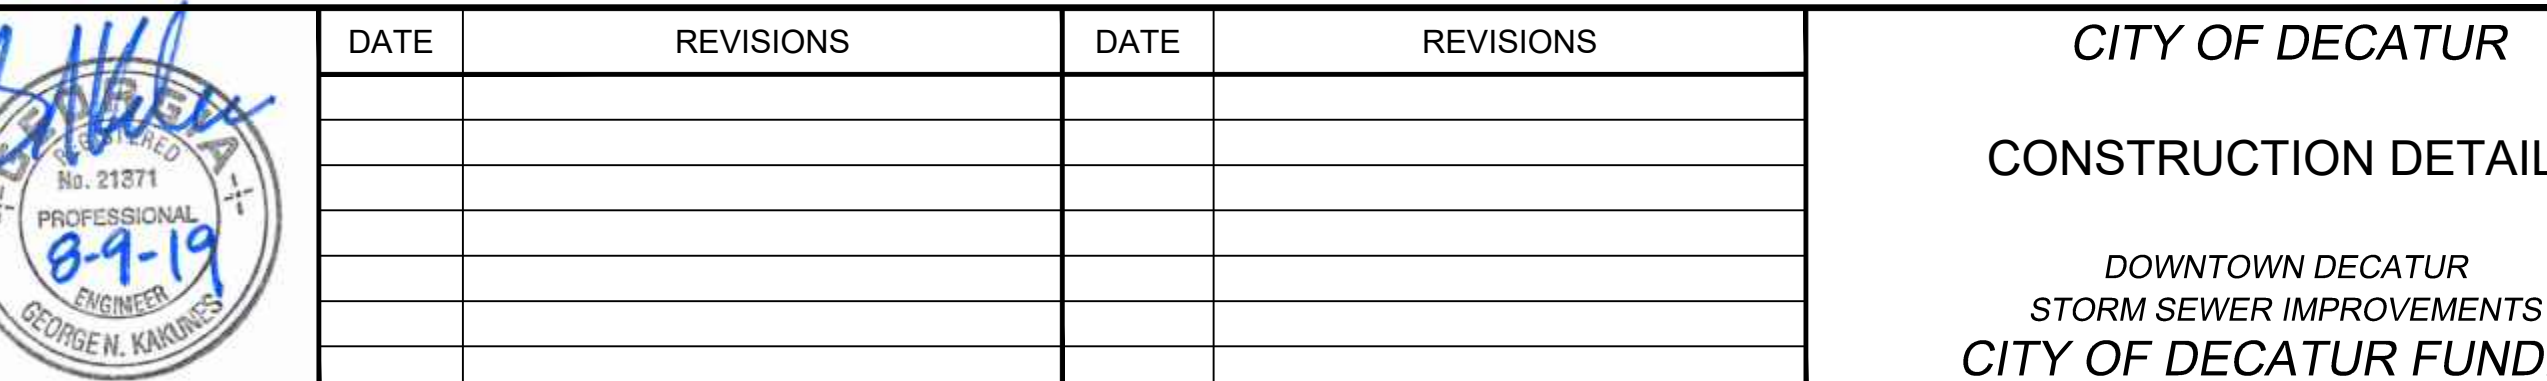 GEORGIA
REGISTERED
No. 21371
PROFESSIONAL
8-9-19
ENGINEER
GEORGE N. KAKUNES
DATE REVISIONS DATE REVISIONS
CITY OF DECATUR
CONSTRUCTION DETAIL
DOWNTOWN DECATUR
STORM SEWER IMPROVEMENTS
CITY OF DECATUR FUND